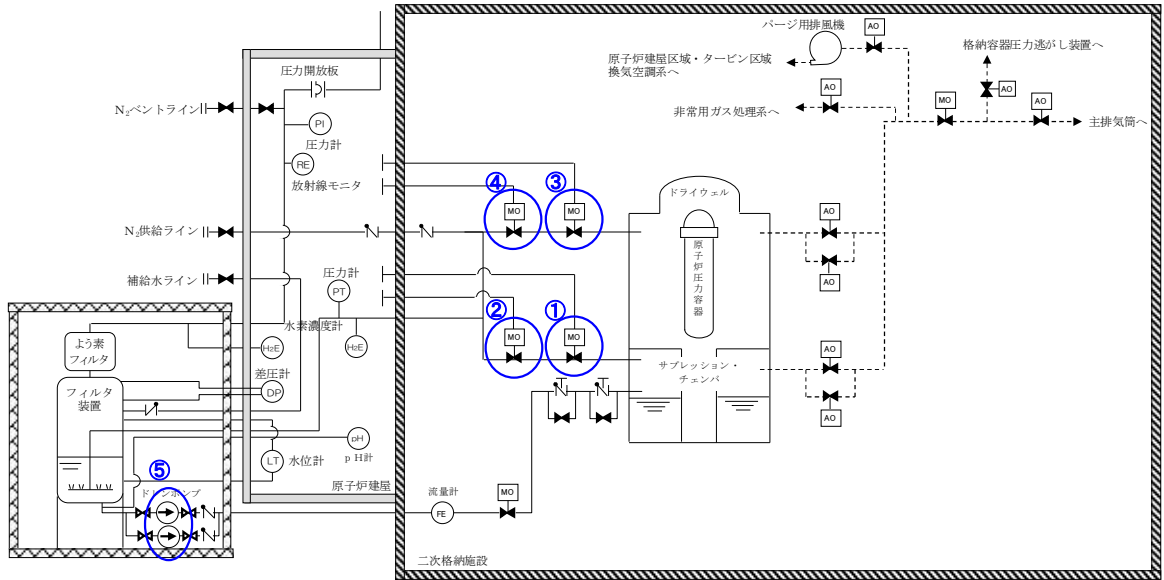 パージ用排風機
AO
原子炉建屋区域・タービン区域
換気空調系へ
格納容器圧力逃がし装置へ
圧力開放板
AO
AO
MO
AO
非常用ガス処理系へ
主排気筒へ
N₂ベントライン
PI
圧力計
RE
放射線モニタ
④
③
MO
MO
ドライウェル
原子炉圧力容器
AO
AO
N₂供給ライン
補給水ライン
圧力計
PT
②
①
MO
MO
水素濃度計
H2E
H2E
よう素
フィルタ
サプレッション・
チェンバ
AO
AO
差圧計
DP
フィルタ
装置
pH
pH計
LT
水位計
⑤
ドレンポンプ
原子炉建屋
流量計
FE
MO
二次格納施設